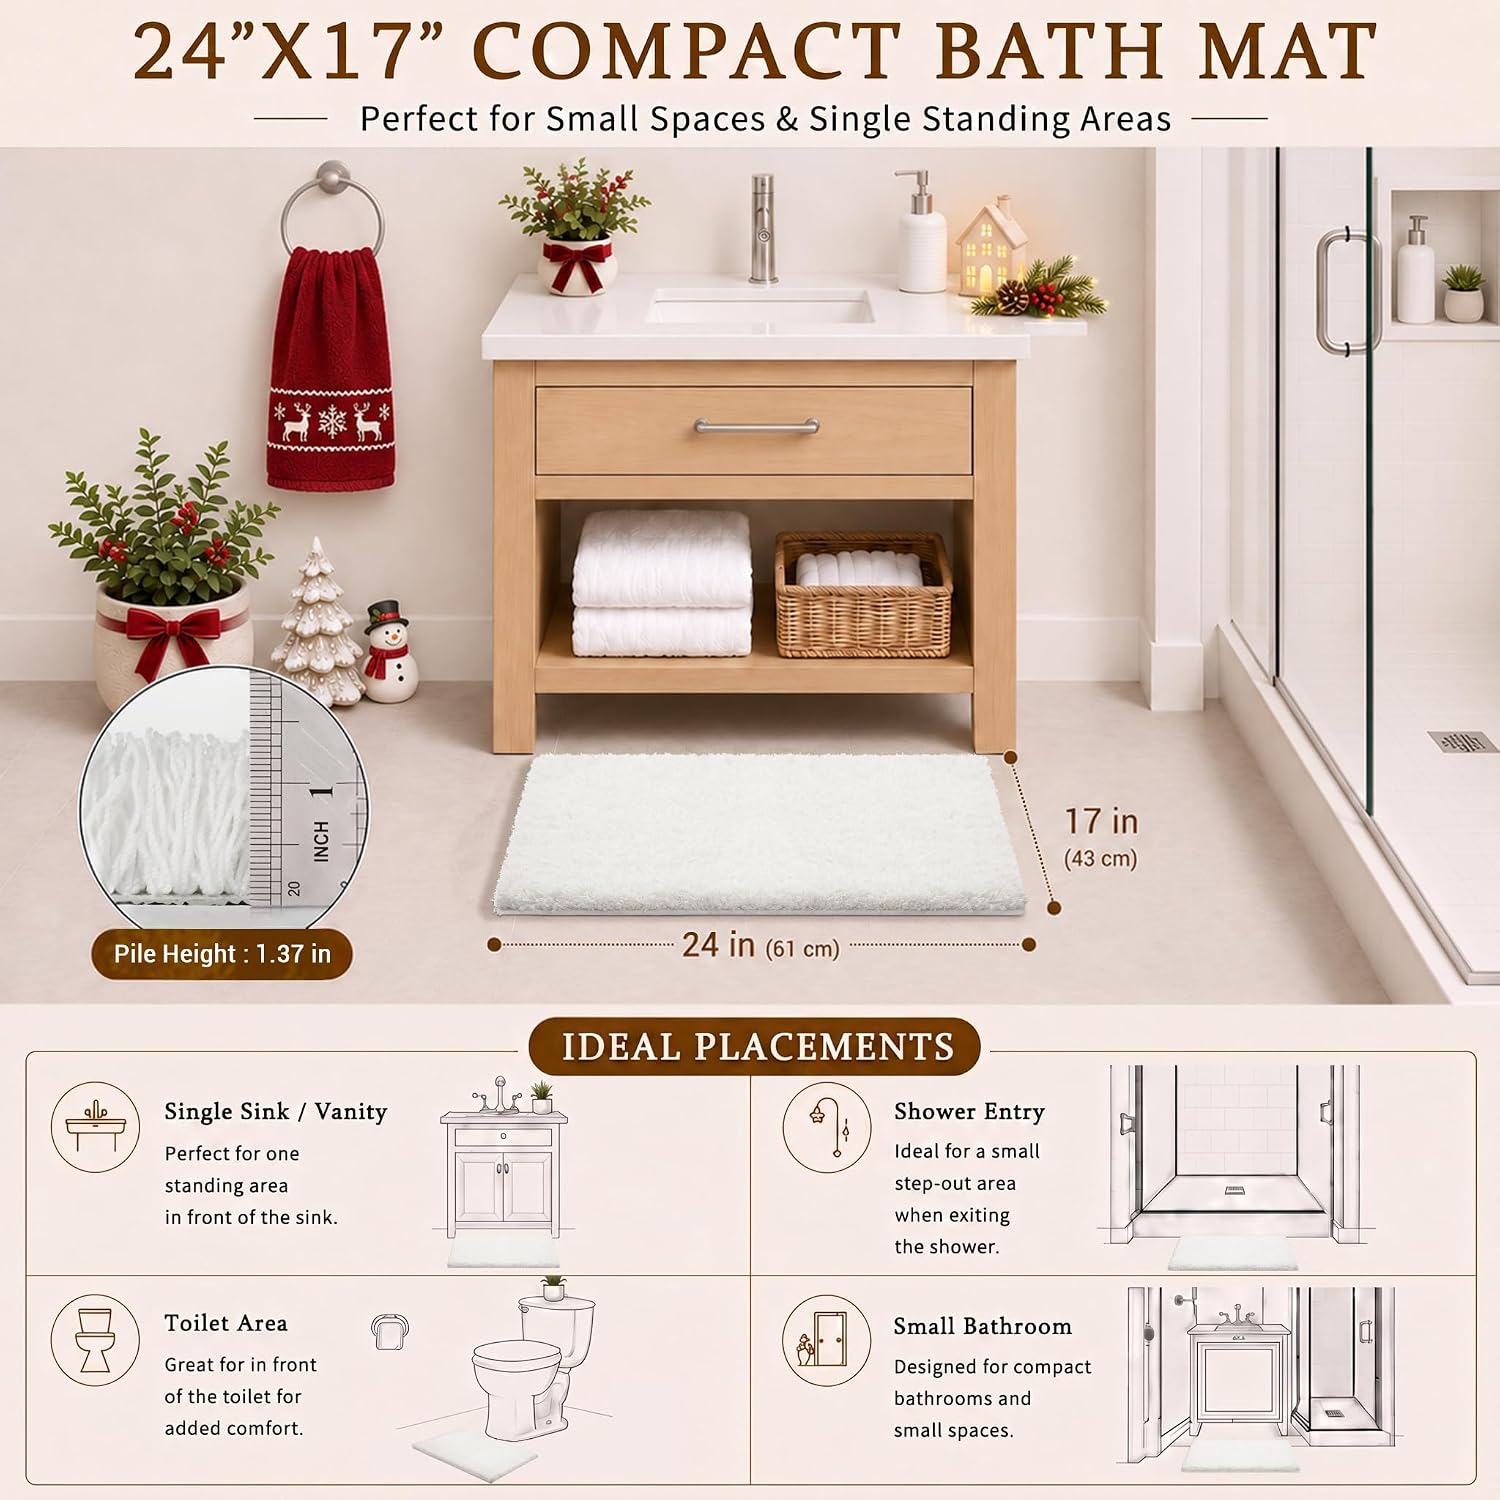 24”X17” COMPACT BATH MAT
Perfect for Small Spaces & Single Standing Areas
1
INCH
20
0
Pile Height : 1.37 in
17 in
(43 cm)
24 in (61 cm)
IDEAL PLACEMENTS
Single Sink / Vanity
Perfect for one
standing area
in front of the sink.
Shower Entry
Ideal for a small
step-out area
when exiting
the shower.
Toilet Area
Great for in front
of the toilet for
added comfort.
Small Bathroom
Designed for compact
bathrooms and
small spaces.